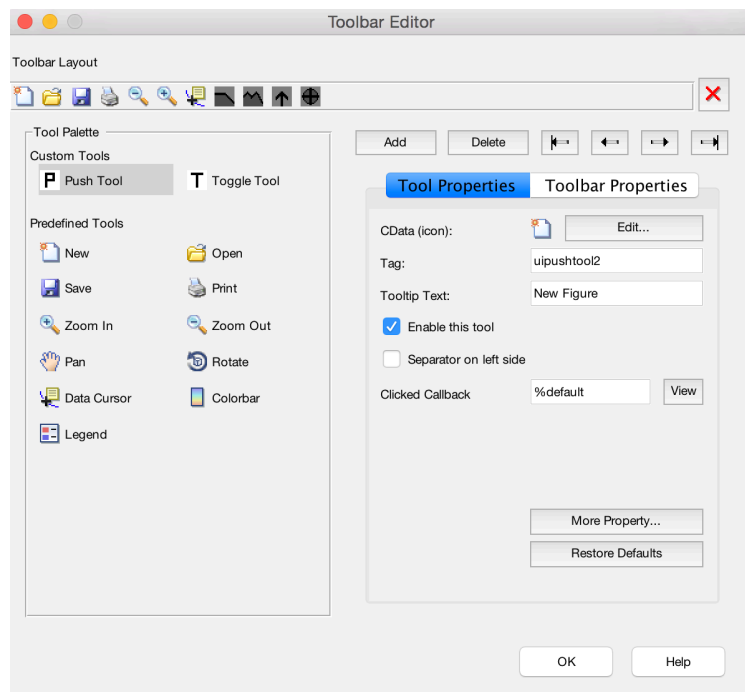 Toolbar Editor
Toolbar Layout
Tool Palette
Custom Tools
P Push Tool
T Toggle Tool
Predefined Tools
New
Open
Save
Print
Zoom In
Zoom Out
Pan
Rotate
Data Cursor
Colorbar
Legend
Add
Delete
Tool Properties
Toolbar Properties
CData (icon):
Edit...
Tag:
uipushtool2
Tooltip Text:
New Figure
Enable this tool
Separator on left side
Clicked Callback
%default
View
More Property...
Restore Defaults
OK
Help